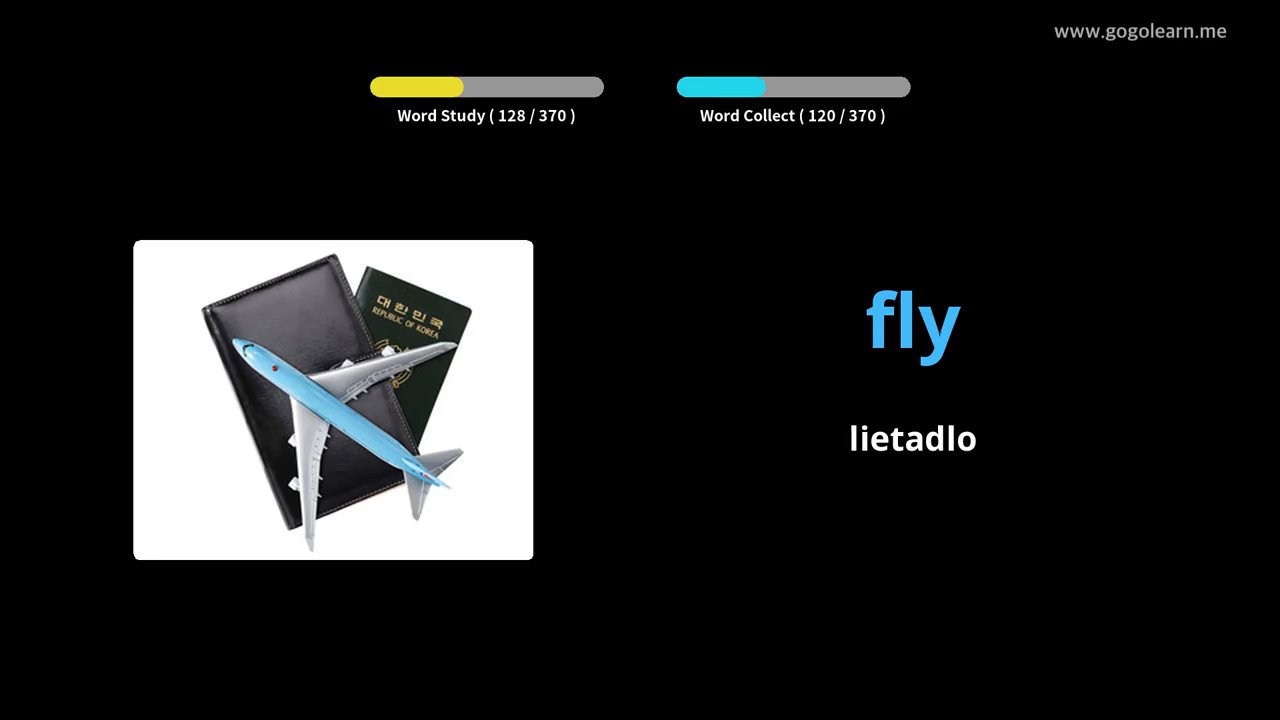 www.gogolearn.me
Word Study ( 128 / 370 )
Word Collect ( 120 / 370 )
대한민국
REPUBLIC OF KOREA
fly
lietadlo